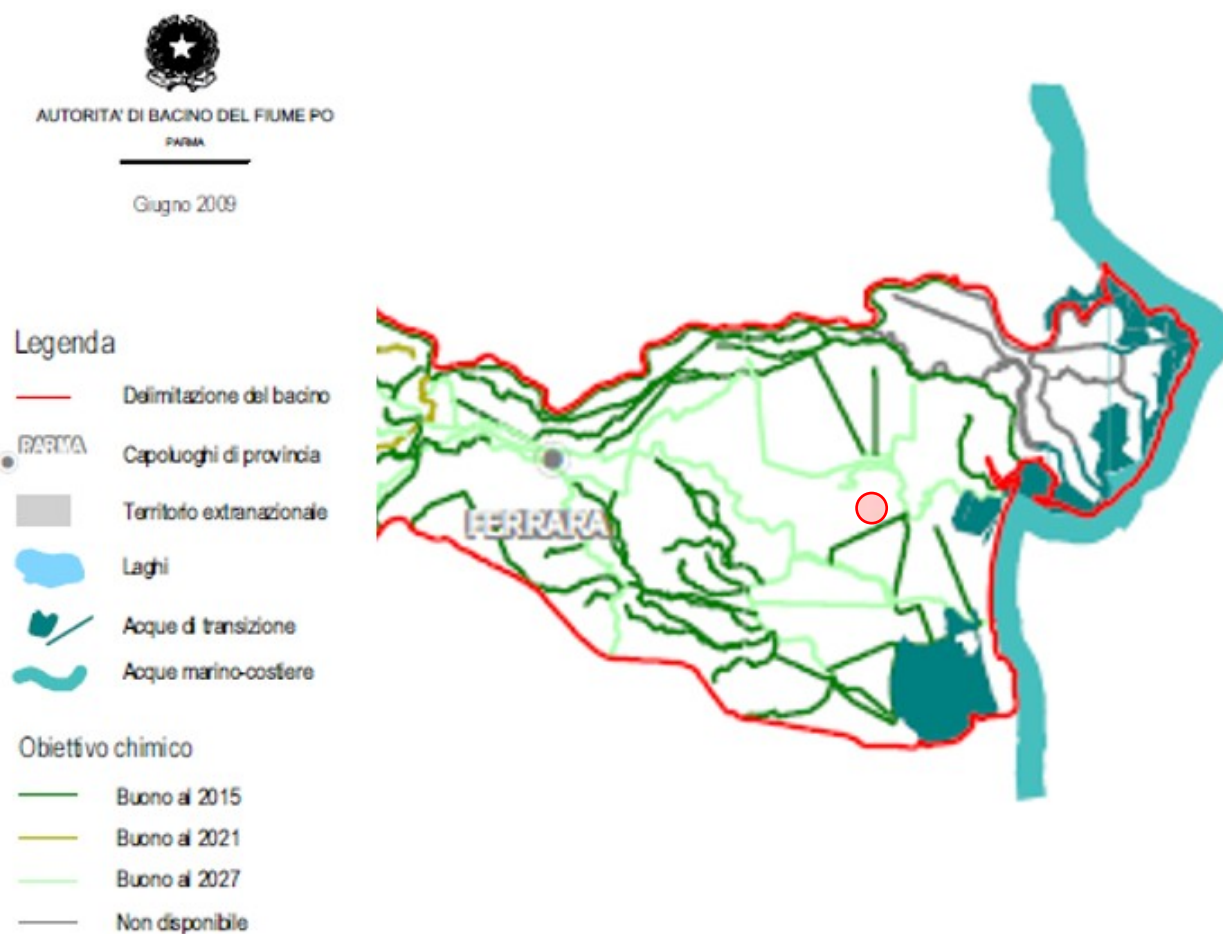 AUTORITA' DI BACINO DEL FIUME PO
PARMA
Giugno 2009
Legenda
Delimitazione del bacino
PARMA
Capoluoghi di provincia
Territorio extranazionale
Laghi
Acque di transizione
Acque marino-costiere
Obiettivo chimico
Buono al 2015
Buono al 2021
Buono al 2027
Non disponibile
FERRARA